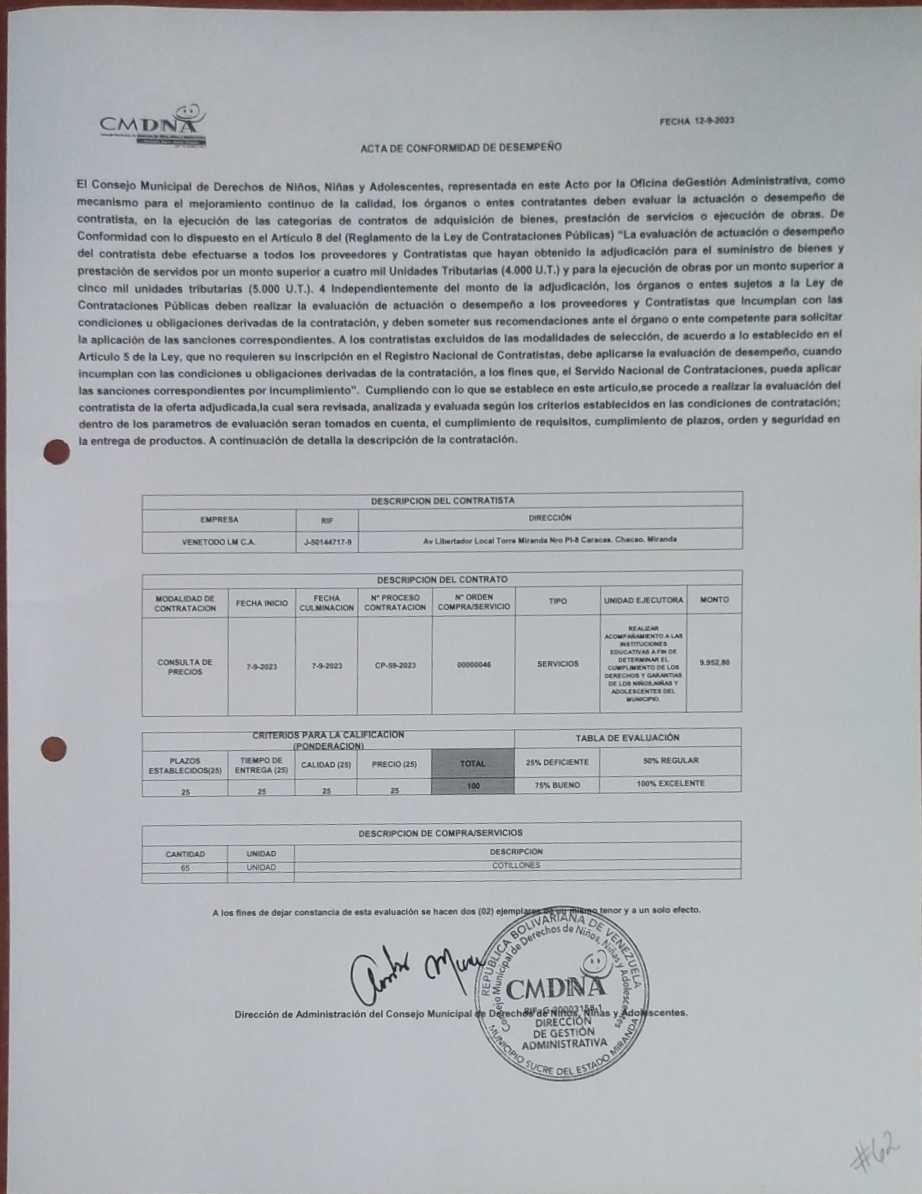 CMDNA
FECHA 12-9-2023
ACTA DE CONFORMIDAD DE DESEMPEÑO
El Consejo Municipal de Derechos de Niños, Niñas y Adolescentes, representada en este Acto por la Oficina deGestión Administrativa, como
mecanismo para el mejoramiento continuo de la calidad, los órganos o entes contratantes deben evaluar la actuación o desempeño de
contratista, en la ejecución de las categorías de contratos de adquisición de bienes, prestación de servicios o ejecución de obras. De
Conformidad con lo dispuesto en el Artículo 8 del (Reglamento de la Ley de Contrataciones Públicas) "La evaluación de actuación o desempeño
del contratista debe efectuarse a todos los proveedores y Contratistas que hayan obtenido la adjudicación para el suministro de bienes y
prestación de servidos por un monto superior a cuatro mil Unidades Tributarias (4.000 U.T.) y para la ejecución de obras por un monto superior a
cinco mil unidades tributarias (5.000 U.T.). 4 Independientemente del monto de la adjudicación, los órganos o entes sujetos a la Ley de
Contrataciones Públicas deben realizar la evaluación de actuación o desempeño a los proveedores y Contratistas que Incumplan con las
condiciones u obligaciones derivadas de la contratación, y deben someter sus recomendaciones ante el órgano o ente competente para solicitar
la aplicación de las sanciones correspondientes. A los contratistas excluidos de las modalidades de selección, de acuerdo a lo establecido en el
Artículo 5 de la Ley, que no requieren su Inscripción en el Registro Nacional de Contratistas, debe aplicarse la evaluación de desempeño, cuando
incumplan con las condiciones u obligaciones derivadas de la contratación, a los fines que, el Servido Nacional de Contrataciones, pueda aplicar
las sanciones correspondientes por Incumplimiento". Cumpliendo con lo que se establece en este articulo,se procede a realizar la evaluación del
contratista de la oferta adjudicada,la cual sera revisada, analizada y evaluada según los criterios establecidos en las condiciones de contratación;
dentro de los parametros de evaluación seran tomados en cuenta, el cumplimiento de requisitos, cumplimiento de plazos, orden y seguridad en
la entrega de productos. A continuación de detalla la descripción de la contratación.
DESCRIPCION DEL CONTRATISTA
EMPRESA RIF DIRECCIÓN
VENETODO LM C.A. J-50144717-9 Av Libertador Local Torre Miranda Nro Pl-8 Caracas. Chacao. Miranda
DESCRIPCION DEL CONTRATO
MODALIDAD DE CONTRATACION FECHA INICIO FECHA CULMINACION N° PROCESO CONTRATACION N° ORDEN COMPRA/SERVICIO TIPO UNIDAD EJECUTORA MONTO
CONSULTA DE PRECIOS 7-9-2023 7-9-2023 CP-59-2023 00000046 SERVICIOS REALIZAR ACOMPAÑAMIENTO A LAS INSTITUCIONES EDUCATIVAS A FIN DE DETERMINAR EL CUMPLIMIENTO DE LOS DERECHOS Y GARANTIAS DE LOS NIÑOS,NIÑAS Y ADOLESCENTES DEL MUNICIPIO. 9.952,80
CRITERIOS PARA LA CALIFICACION (PONDERACION) TABLA DE EVALUACIÓN
PLAZOS ESTABLECIDOS(25) TIEMPO DE ENTREGA (25) CALIDAD (25) PRECIO (25) TOTAL 25% DEFICIENTE 50% REGULAR
25 25 25 25 100 75% BUENO 100% EXCELENTE
DESCRIPCION DE COMPRA/SERVICIOS
CANTIDAD UNIDAD DESCRIPCION
65 UNIDAD COTILLONES
A los fines de dejar constancia de esta evaluación se hacen dos (02) ejemplares de un mismo tenor y a un solo efecto.
Dirección de Administración del Consejo Municipal de Derechos de Niños, Niñas y Adolescentes.
REPÚBLICA BOLIVARIANA DE VENEZUELA
Consejo Municipal de Derechos de Niños, Niñas y Adolescentes
CMDNA
DIRECCIÓN
DE GESTIÓN
ADMINISTRATIVA
MUNICIPIO SUCRE DEL ESTADO MIRANDA
#62